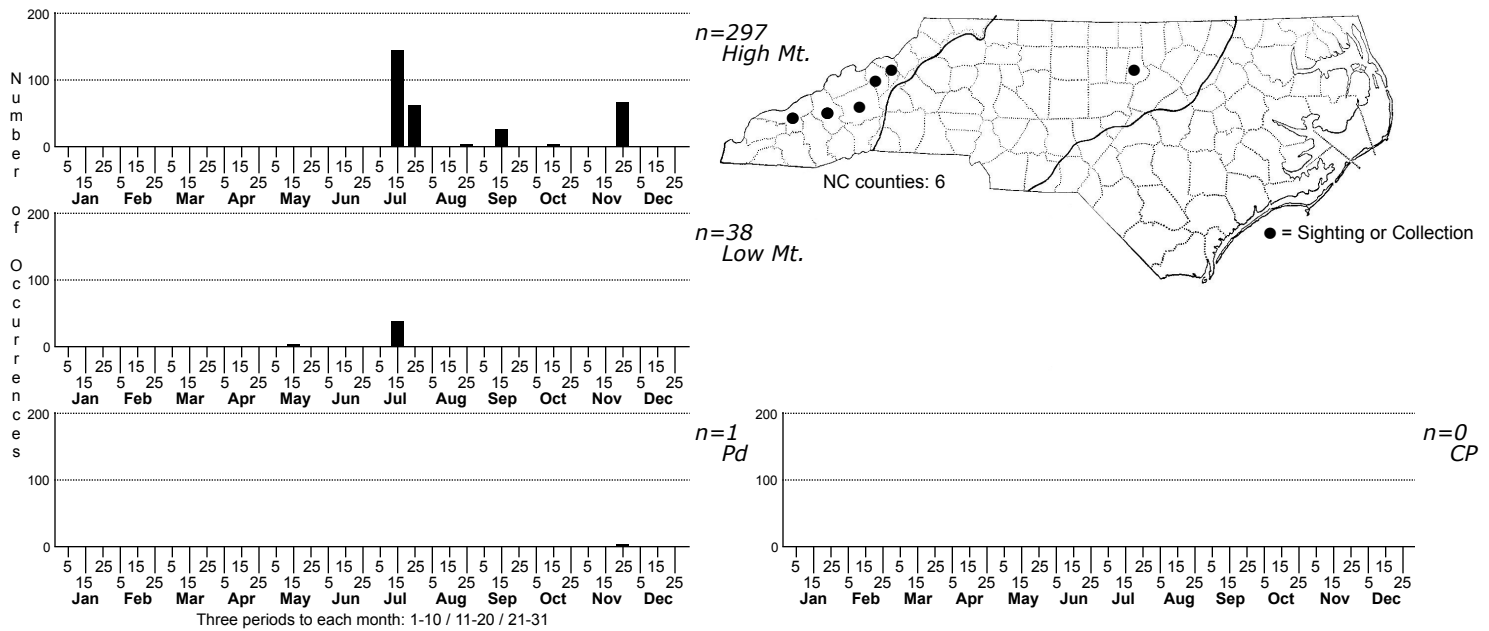 Number of Occurrences
200
100
0
5 25 15 5 25 15 5 25 15 5 25 15 5 25 15 5 25 15
15 5 25 15 5 25 15 5 25 15 5 25 15 5 25 15 5 25
Jan Feb Mar Apr May Jun Jul Aug Sep Oct Nov Dec
n=297
High Mt.
NC counties: 6
● = Sighting or Collection
200
100
0
5 25 15 5 25 15 5 25 15 5 25 15 5 25 15 5 25 15
15 5 25 15 5 25 15 5 25 15 5 25 15 5 25 15 5 25
Jan Feb Mar Apr May Jun Jul Aug Sep Oct Nov Dec
n=38
Low Mt.
200
100
0
5 25 15 5 25 15 5 25 15 5 25 15 5 25 15 5 25 15
15 5 25 15 5 25 15 5 25 15 5 25 15 5 25 15 5 25
Jan Feb Mar Apr May Jun Jul Aug Sep Oct Nov Dec
n=1
Pd
200
100
0
5 25 15 5 25 15 5 25 15 5 25 15 5 25 15 5 25 15
15 5 25 15 5 25 15 5 25 15 5 25 15 5 25 15 5 25
Jan Feb Mar Apr May Jun Jul Aug Sep Oct Nov Dec
n=0
CP
Three periods to each month: 1-10 / 11-20 / 21-31